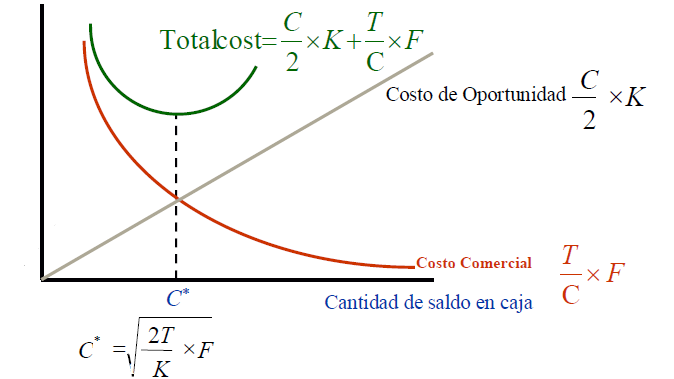 Totalcost=C/2×K+T/C×F
Costo de Oportunidad C/2 ×K
Costo Comercial T/C×F
C*
Cantidad de saldo en caja
C* =√(2T/K ×F)